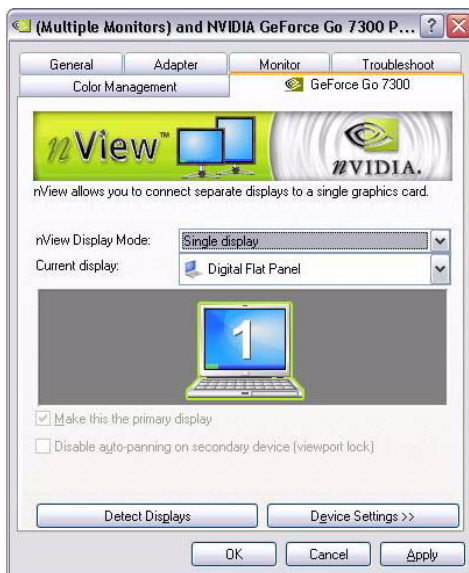 (Multiple Monitors) and NVIDIA GeForce Go 7300 P...
General Adapter Monitor Troubleshoot
Color Management GeForce Go 7300
nView™ nVIDIA.
nView allows you to connect separate displays to a single graphics card.
nView Display Mode: Single display
Current display: Digital Flat Panel
1
Make this the primary display
Disable auto-panning on secondary device (viewport lock)
Detect Displays Device Settings >>
OK Cancel Apply